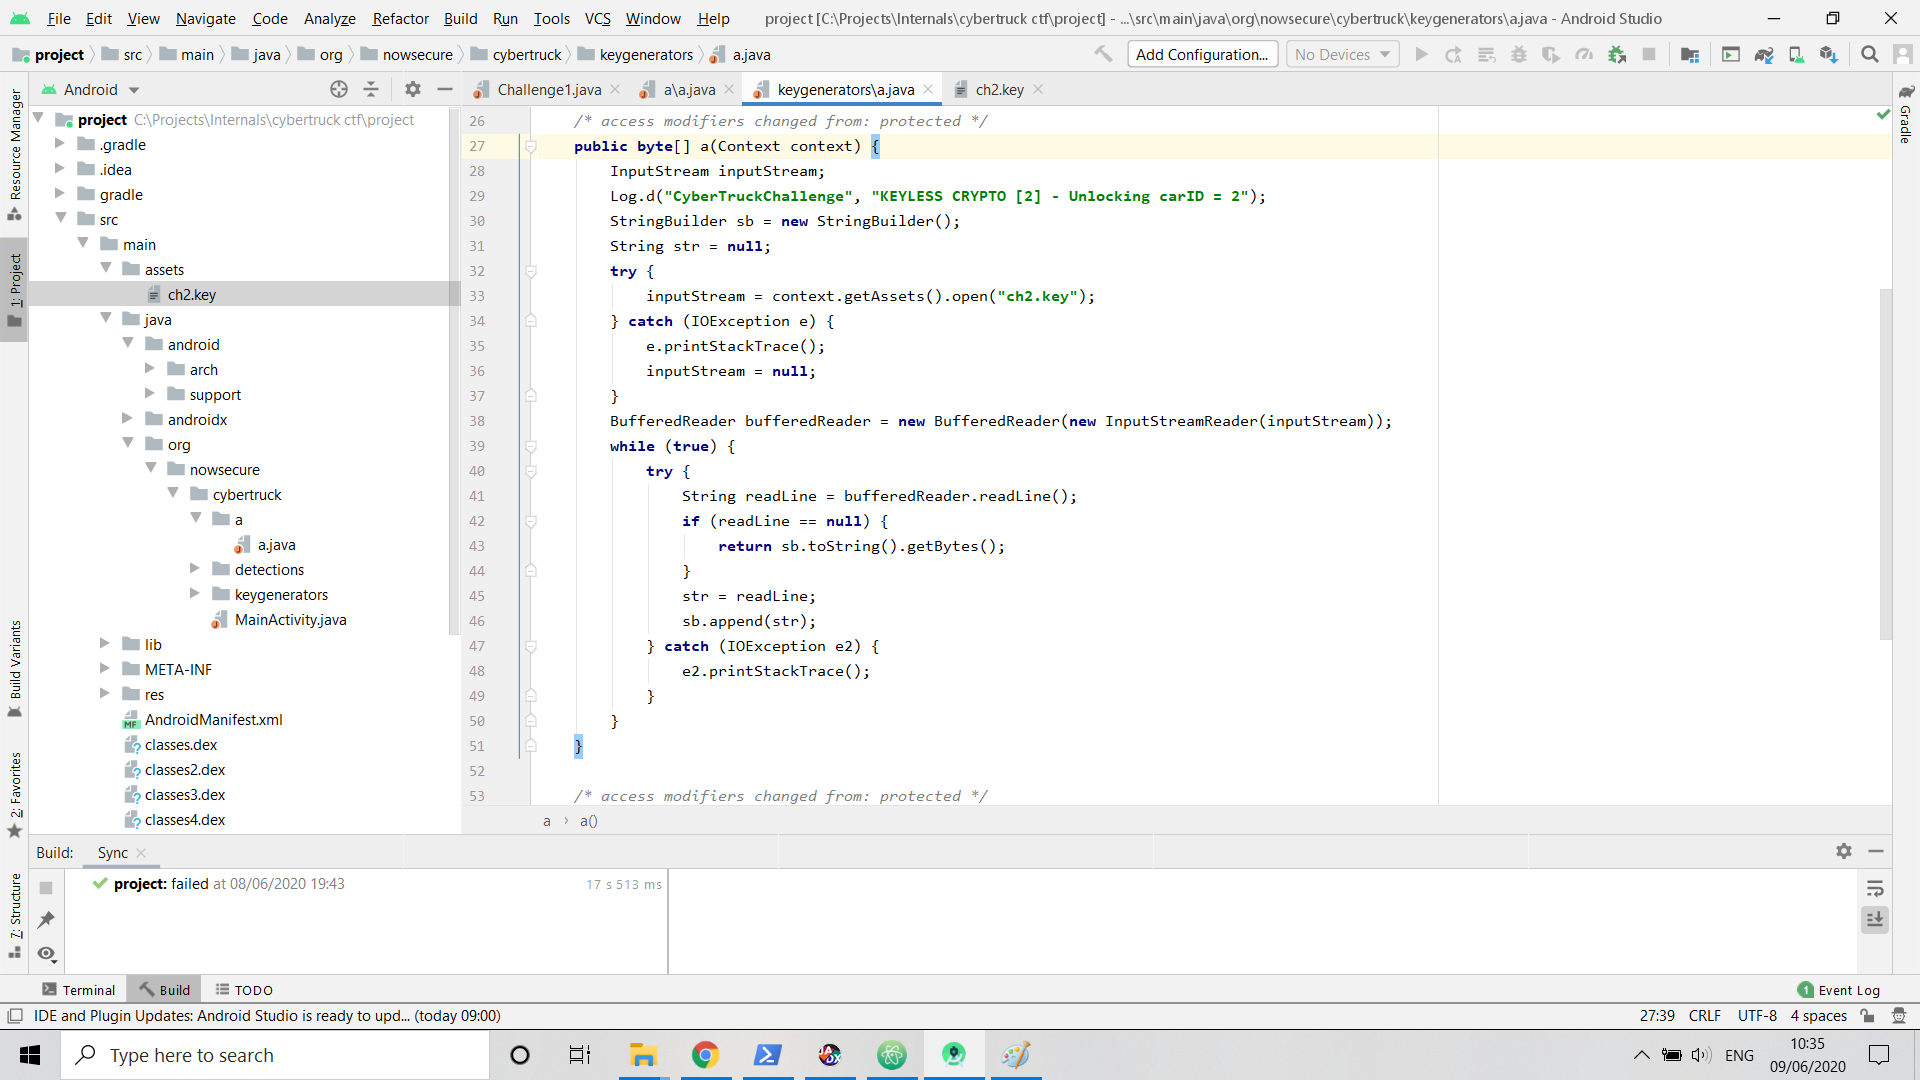 File Edit View Navigate Code Analyze Refactor Build Run Tools VCS Window Help project [C:\Projects\Internals\cybertruck ctf\project] - ...\src\main\java\org\nowsecure\cybertruck\keygenerators\a.java - Android Studio
project src main java org nowsecure cybertruck keygenerators a.java Add Configuration... No Devices
Android Challenge1.java a\a.java keygenerators\a.java ch2.key
Resource Manager
1: Project
Build Variants
2: Favorites
7: Structure
Gradle
project C:\Projects\Internals\cybertruck ctf\project
.gradle
.idea
gradle
src
main
assets
ch2.key
java
android
arch
support
androidx
org
nowsecure
cybertruck
a
a.java
detections
keygenerators
MainActivity.java
lib
META-INF
res
MF AndroidManifest.xml
classes.dex
classes2.dex
classes3.dex
classes4.dex
26 /* access modifiers changed from: protected */
27 public byte[] a(Context context) {
28 InputStream inputStream;
29 Log.d("CyberTruckChallenge", "KEYLESS CRYPTO [2] - Unlocking carID = 2");
30 StringBuilder sb = new StringBuilder();
31 String str = null;
32 try {
33 inputStream = context.getAssets().open("ch2.key");
34 } catch (IOException e) {
35 e.printStackTrace();
36 inputStream = null;
37 }
38 BufferedReader bufferedReader = new BufferedReader(new InputStreamReader(inputStream));
39 while (true) {
40 try {
41 String readLine = bufferedReader.readLine();
42 if (readLine == null) {
43 return sb.toString().getBytes();
44 }
45 str = readLine;
46 sb.append(str);
47 } catch (IOException e2) {
48 e2.printStackTrace();
49 }
50 }
51 }
52
53 /* access modifiers changed from: protected */
a › a()
Build: Sync
project: failed at 08/06/2020 19:43 17 s 513 ms
Terminal Build TODO 1 Event Log
IDE and Plugin Updates: Android Studio is ready to upd... (today 09:00) 27:39 CRLF UTF-8 4 spaces
Type here to search ENG 10:35
09/06/2020